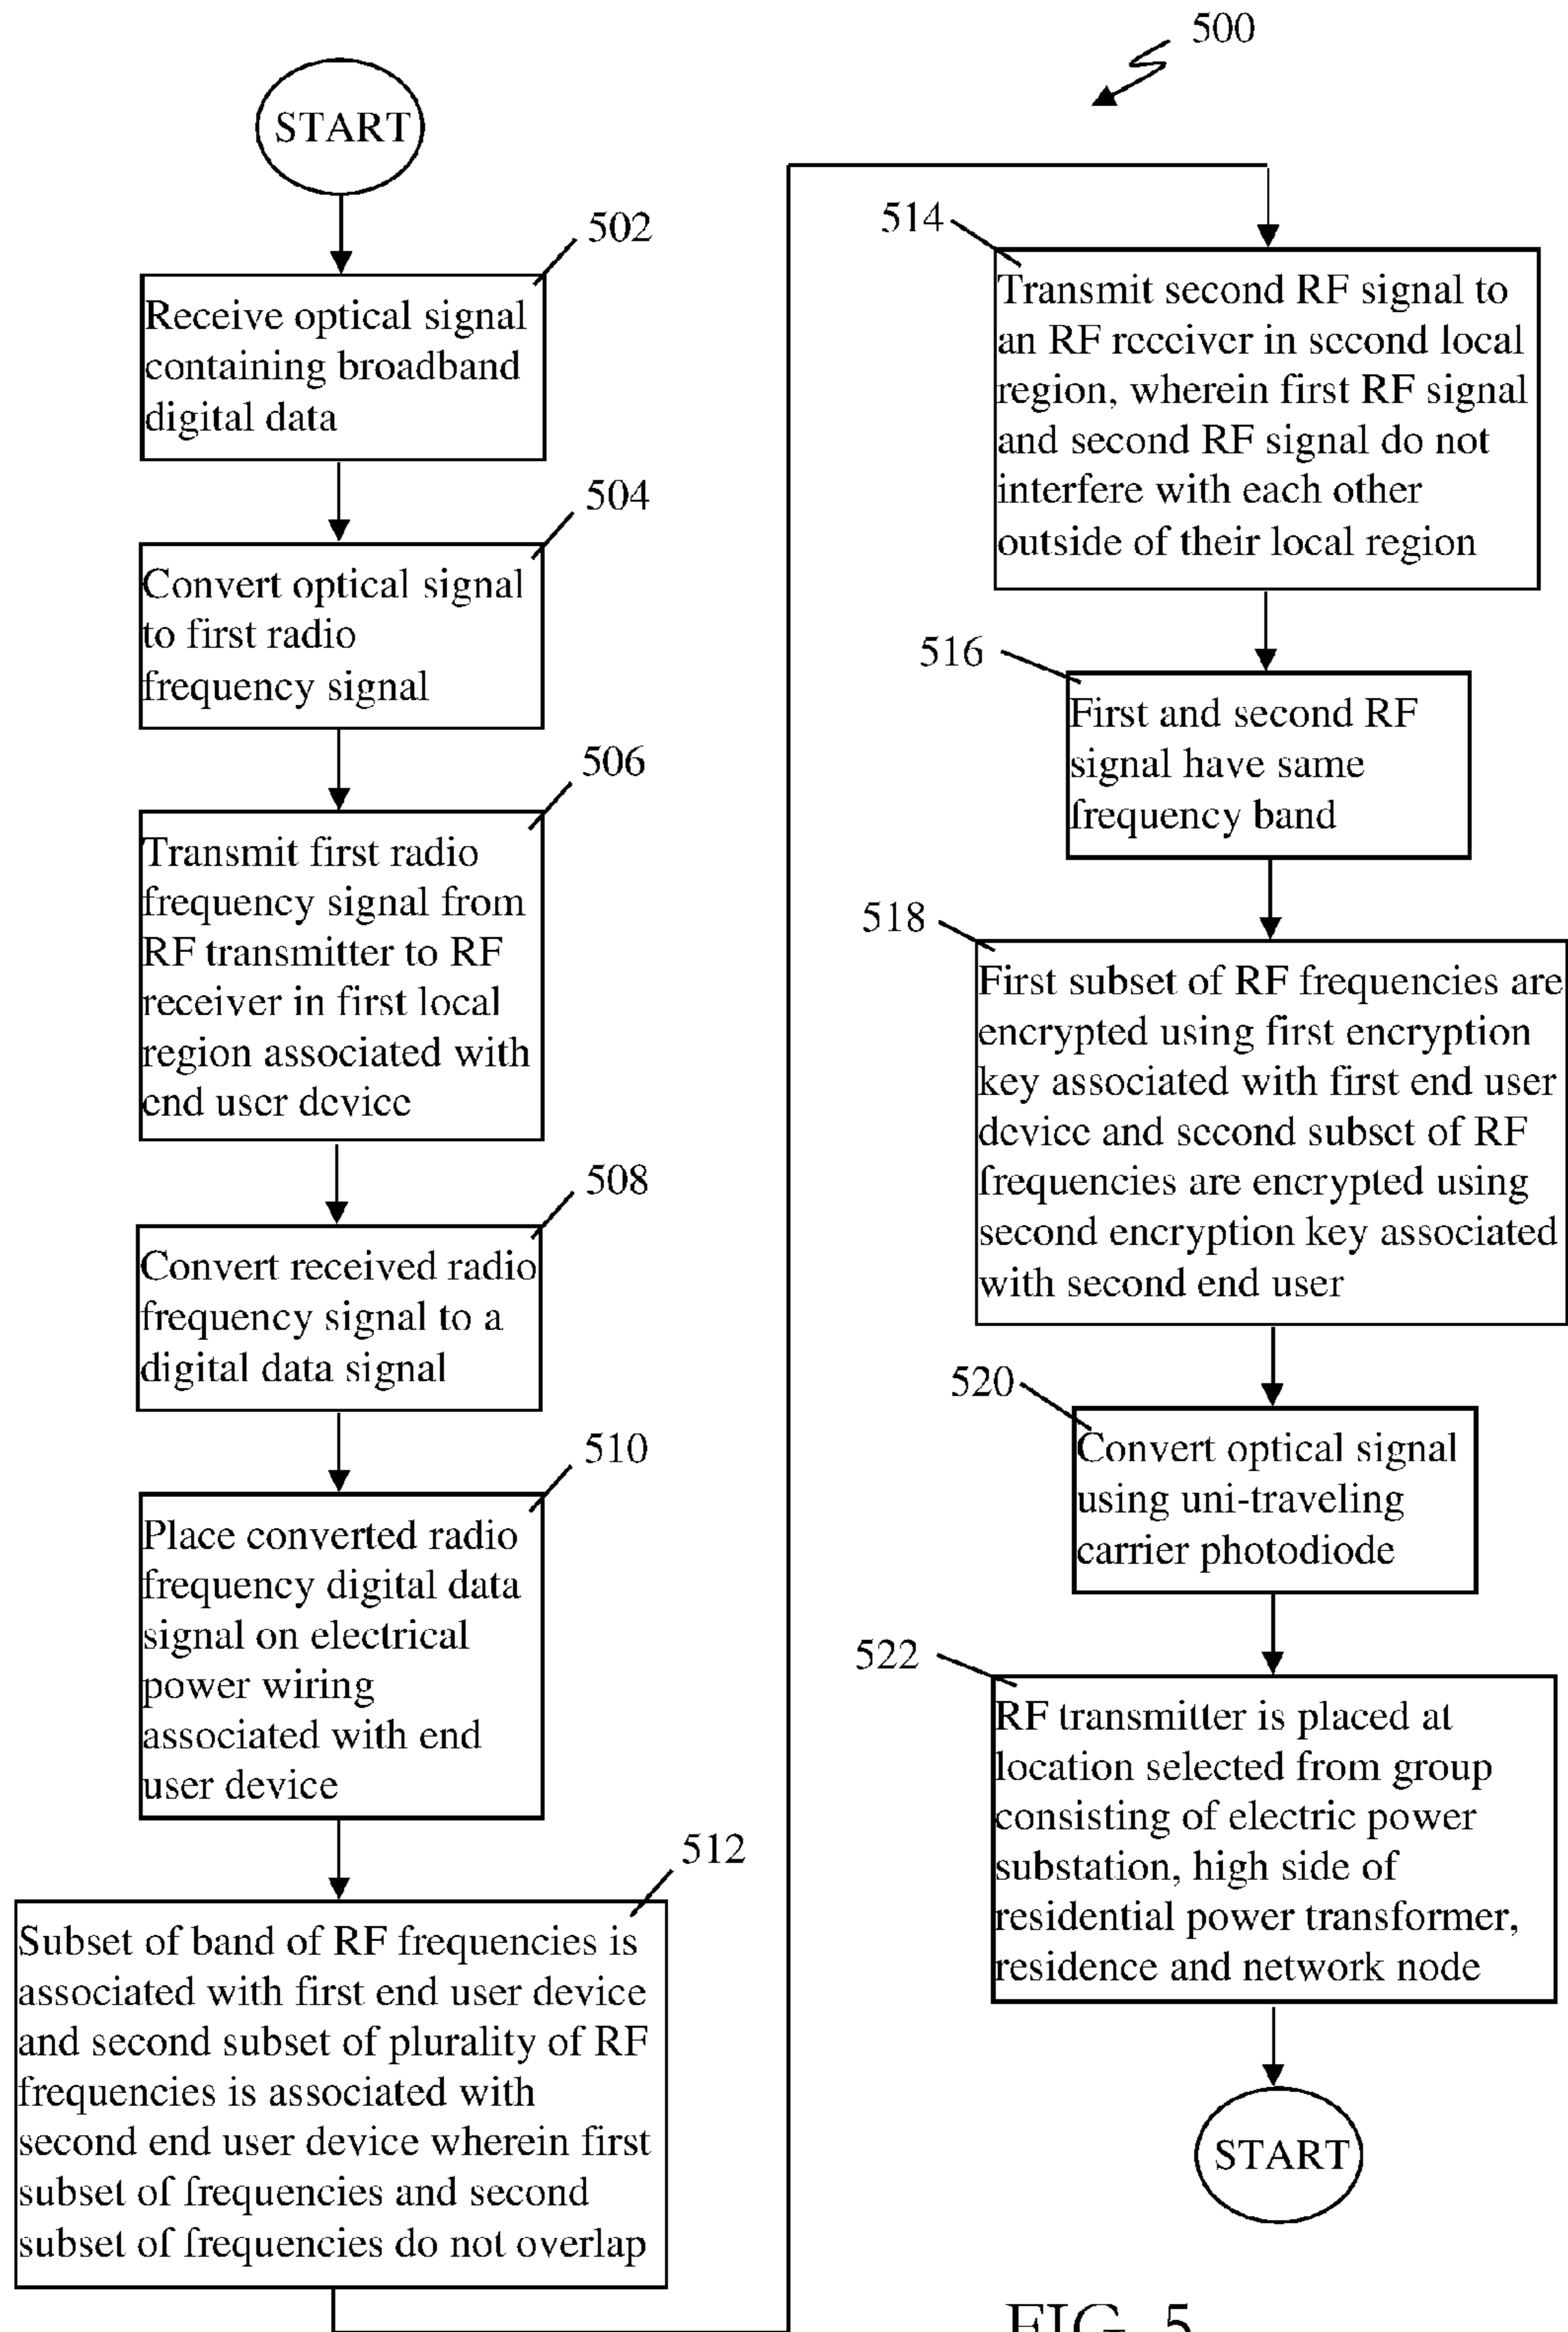 START
502
Receive optical signal
containing broadband
digital data
504
Convert optical signal
to first radio
frequency signal
506
Transmit first radio
frequency signal from
RF transmitter to RF
receiver in first local
region associated with
end user device
508
Convert received radio
frequency signal to a
digital data signal
510
Place converted radio
frequency digital data
signal on electrical
power wiring
associated with end
user device
512
Subset of band of RF frequencies is
associated with first end user device
and second subset of plurality of RF
frequencies is associated with
second end user device wherein first
subset of frequencies and second
subset of frequencies do not overlap
500
514
Transmit second RF signal to
an RF receiver in second local
region, wherein first RF signal
and second RF signal do not
interfere with each other
outside of their local region
516
First and second RF
signal have same
frequency band
518
First subset of RF frequencies are
encrypted using first encryption
key associated with first end user
device and second subset of RF
frequencies are encrypted using
second encryption key associated
with second end user
520
Convert optical signal
using uni-traveling
carrier photodiode
522
RF transmitter is placed at
location selected from group
consisting of electric power
substation, high side of
residential power transformer,
residence and network node
START
FIG. 5